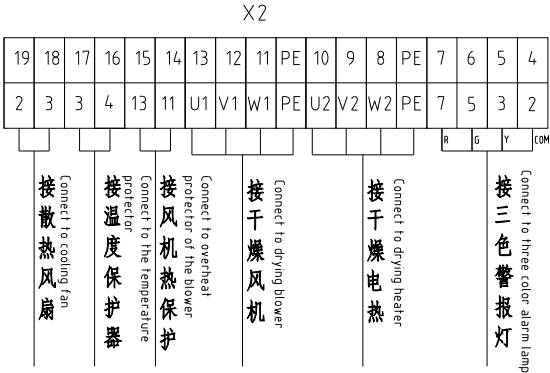 X2
19 18 17 16 15 14 13 12 11 PE 10 9 8 PE 7 6 5 4
2 3 3 4 13 11 U1 V1 W1 PE U2 V2 W2 PE 7 5 3 2
R G Y COM
接散热风扇
Connect to cooling fan
接温度保护器
Connect to the temperature
protector
接风机热保护
Connect to overheat
protector of the blower
接干燥风机
Connect to drying blower
接干燥电热
Connect to drying heater
接三色警报灯
Connect to three color alarm lamp